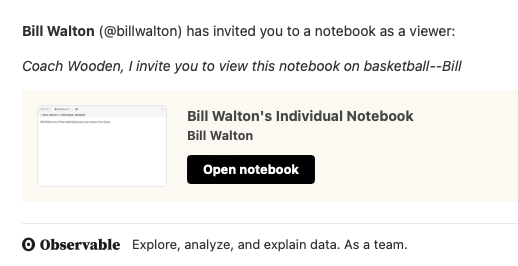 Bill Walton (@billwalton) has invited you to a notebook as a viewer:
Coach Wooden, I invite you to view this notebook on basketball--Bill
Bill Walton's Individual Notebook
Bill Walton
Open notebook
Observable Explore, analyze, and explain data. As a team.